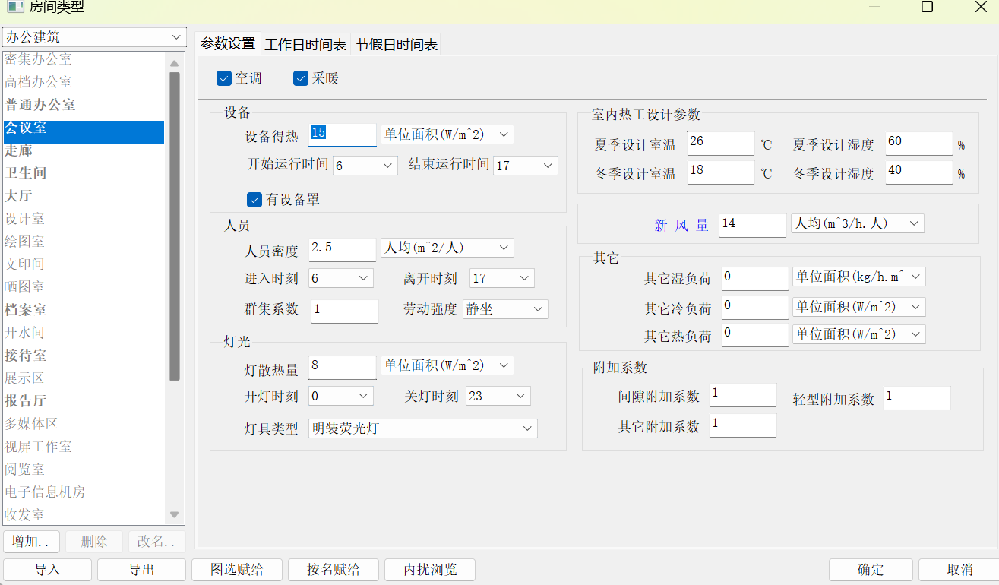 房间类型
办公建筑
密集办公室
高档办公室
普通办公室
会议室
走廊
卫生间
大厅
设计室
绘图室
文印间
晒图室
档案室
开水间
接待室
展示区
报告厅
多媒体区
视屏工作室
阅览室
电子信息机房
收发室
增加.. 删除 改名..
参数设置 工作日时间表 节假日时间表
空调 采暖
设备
设备得热 15 单位面积(W/m^2)
开始运行时间 6 结束运行时间 17
有设备罩
人员
人员密度 2.5 人均(m^2/人)
进入时刻 6 离开时刻 17
群集系数 1 劳动强度 静坐
灯光
灯散热量 8 单位面积(W/m^2)
开灯时刻 0 关灯时刻 23
灯具类型 明装荧光灯
室内热工设计参数
夏季设计室温 26 ℃ 夏季设计湿度 60 %
冬季设计室温 18 ℃ 冬季设计湿度 40 %
新 风 量 14 人均(m^3/h.人)
其它
其它湿负荷 0 单位面积(kg/h.m^
其它冷负荷 0 单位面积(W/m^2)
其它热负荷 0 单位面积(W/m^2)
附加系数
间隙附加系数 1 轻型附加系数 1
其它附加系数 1
导入 导出 图选赋给 按名赋给 内扰浏览 确定 取消